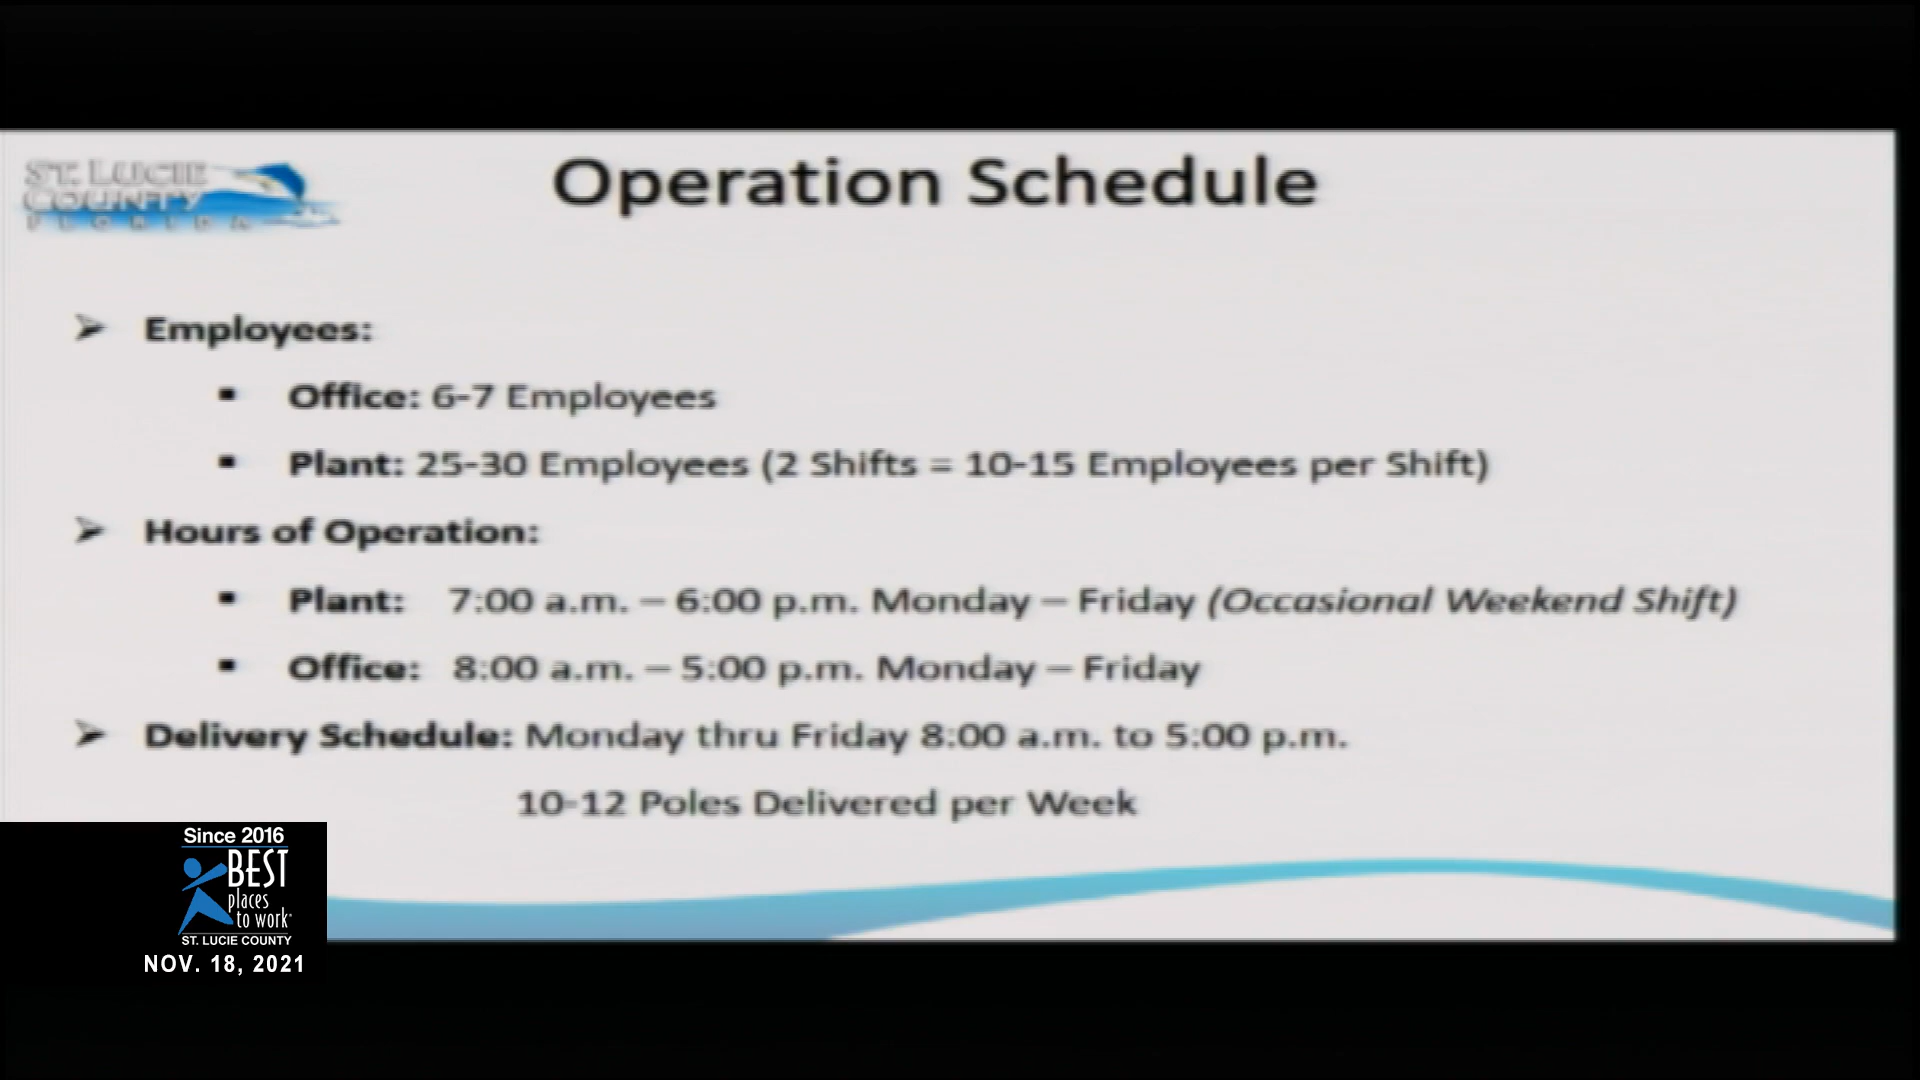 ST. LUCIE
COUNTY
FLORIDA
Operation Schedule
➢ Employees:
▪ Office: 6-7 Employees
▪ Plant: 25-30 Employees (2 Shifts = 10-15 Employees per Shift)
➢ Hours of Operation:
▪ Plant: 7:00 a.m. – 6:00 p.m. Monday – Friday (Occasional Weekend Shift)
▪ Office: 8:00 a.m. – 5:00 p.m. Monday – Friday
➢ Delivery Schedule: Monday thru Friday 8:00 a.m. to 5:00 p.m.
10-12 Poles Delivered per Week
Since 2016
BEST
places
to work
ST. LUCIE COUNTY
NOV. 18, 2021